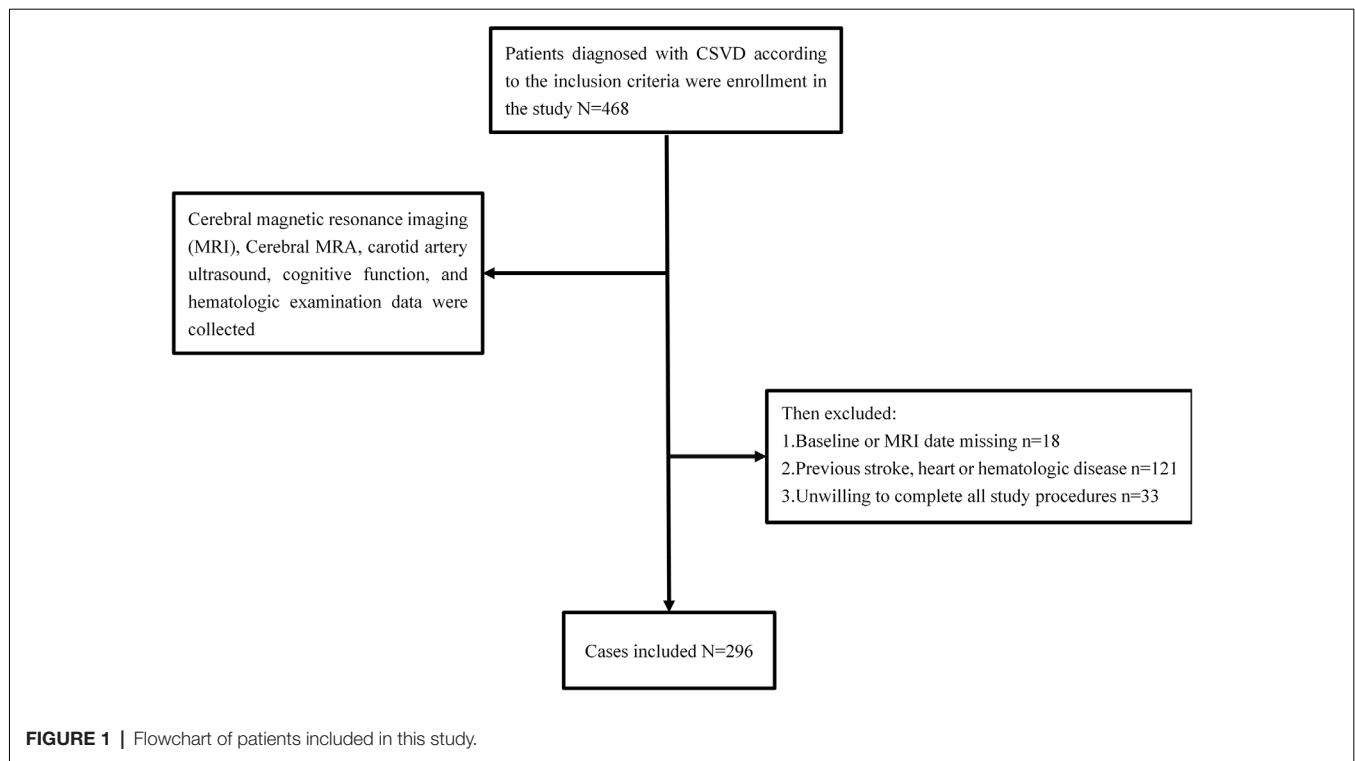 Patients diagnosed with CSVD according
to the inclusion criteria were enrollment in
the study N=468
Cerebral magnetic resonance imaging
(MRI), Cerebral MRA, carotid artery
ultrasound, cognitive function, and
hematologic examination data were
collected
Then excluded:
1.Baseline or MRI date missing n=18
2.Previous stroke, heart or hematologic disease n=121
3.Unwilling to complete all study procedures n=33
Cases included N=296
FIGURE 1 | Flowchart of patients included in this study.